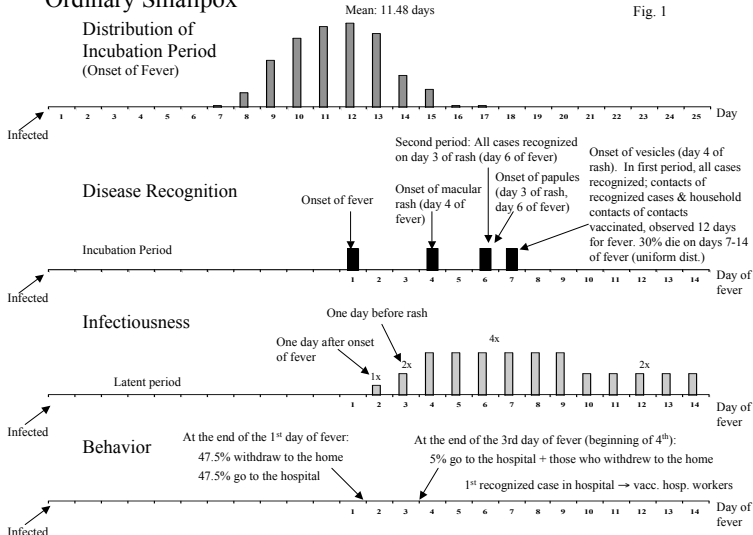 Ordinary Smallpox
Mean: 11.48 days
Fig. 1
Distribution of
Incubation Period
(Onset of Fever)
Infected
1 2 3 4 5 6 7 8 9 10 11 12 13 14 15 16 17 18 19 20 21 22 23 24 25 Day
Disease Recognition
Incubation Period
Onset of fever
Onset of macular
rash (day 4 of
fever)
Second period: All cases recognized
on day 3 of rash (day 6 of fever)
Onset of papules
(day 3 of rash,
day 6 of fever)
Onset of vesicles (day 4 of
rash). In first period, all cases
recognized; contacts of
recognized cases & household
contacts of contacts
vaccinated, observed 12 days
for fever. 30% die on days 7-14
of fever (uniform dist.)
Infected
1 2 3 4 5 6 7 8 9 10 11 12 13 14 Day of
fever
Infectiousness
One day before rash
One day after onset
of fever
Latent period
1x
2x
4x
2x
Infected
1 2 3 4 5 6 7 8 9 10 11 12 13 14 Day of
fever
Behavior
At the end of the 1st day of fever:
47.5% withdraw to the home
47.5% go to the hospital
At the end of the 3rd day of fever (beginning of 4th):
5% go to the hospital + those who withdrew to the home
1st recognized case in hospital → vacc. hosp. workers
Infected
1 2 3 4 5 6 7 8 9 10 11 12 13 14 Day of
fever